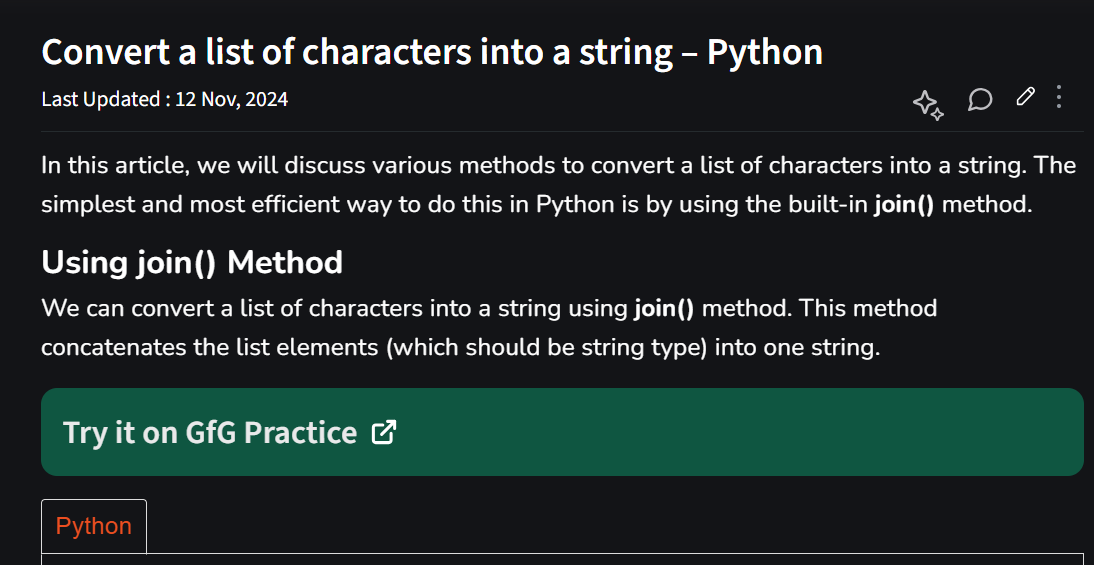 Convert a list of characters into a string – Python
Last Updated : 12 Nov, 2024
In this article, we will discuss various methods to convert a list of characters into a string. The
simplest and most efficient way to do this in Python is by using the built-in join() method.
Using join() Method
We can convert a list of characters into a string using join() method. This method
concatenates the list elements (which should be string type) into one string.
Try it on GfG Practice
Python